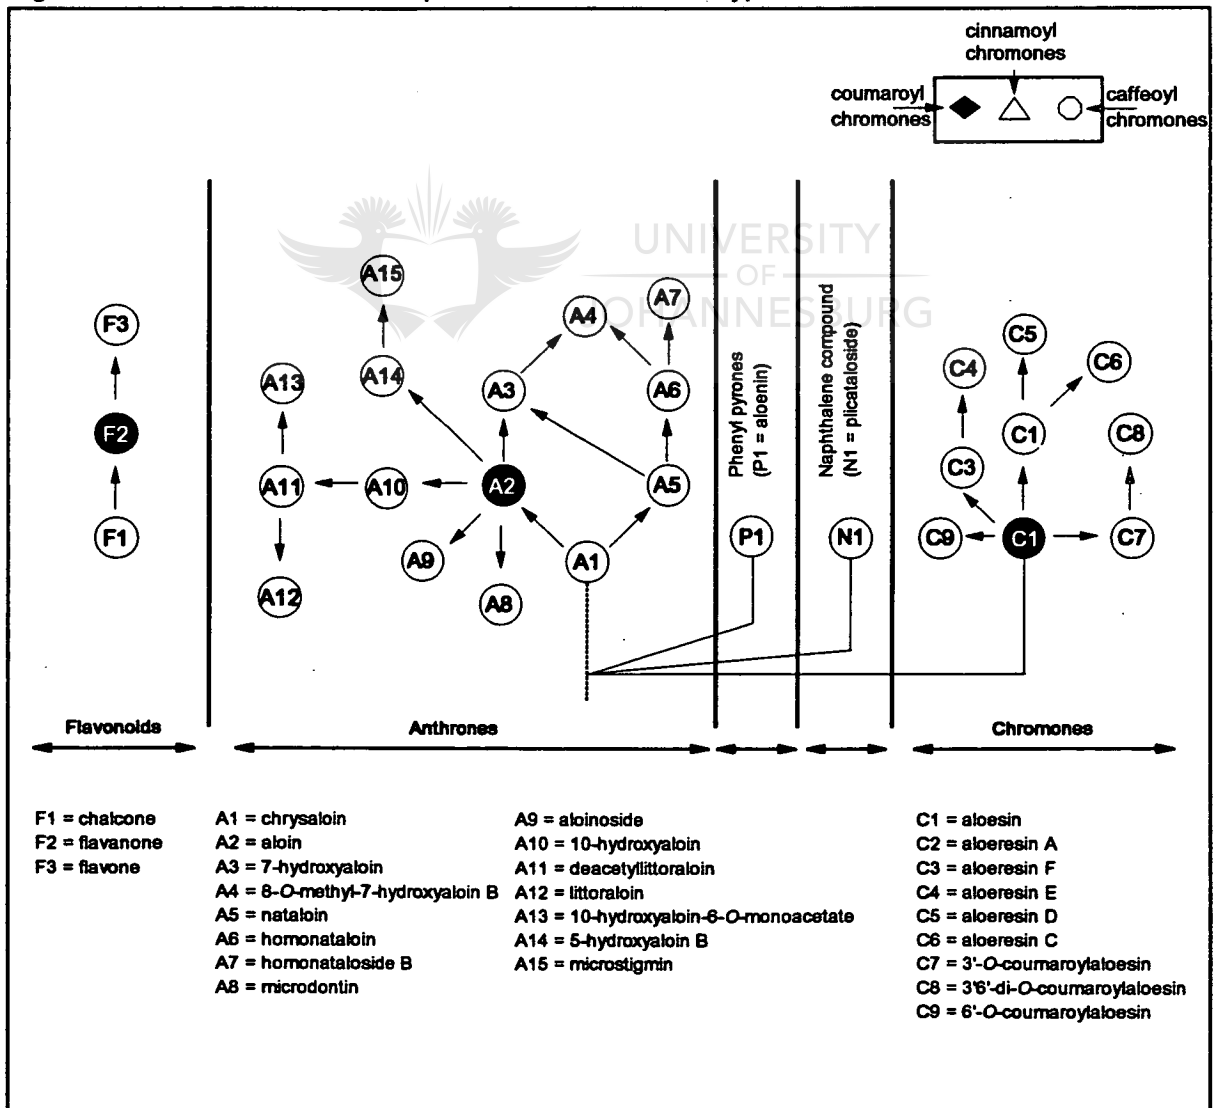 cinnamoyl
chromones
coumaroyl
chromones
caffeoyl
chromones
UNIVERSITY
OF
JOHANNESBURG
F3
F2
F1
A15
A14
A13
A11
A10
A12
A9
A2
A8
A3
A4
A7
A6
A5
A1
Phenyl pyrones
(P1 = aloenin)
P1
Naphthalene compound
(N1 = plicataloside)
N1
C5
C4
C6
C1
C8
C3
C9
C1
C7
Flavonoids
Anthrones
Chromones
F1 = chalcone
F2 = flavanone
F3 = flavone
A1 = chrysaloin
A2 = aloin
A3 = 7-hydroxyaloin
A4 = 8-O-methyl-7-hydroxyaloin B
A5 = nataloin
A6 = homonataloin
A7 = homonataloside B
A8 = microdontin
A9 = aloinoside
A10 = 10-hydroxyaloin
A11 = deacetyllittoraloin
A12 = littoraloin
A13 = 10-hydroxyaloin-6-O-monoacetate
A14 = 5-hydroxyaloin B
A15 = microstigmin
C1 = aloesin
C2 = aloeresin A
C3 = aloeresin F
C4 = aloeresin E
C5 = aloeresin D
C6 = aloeresin C
C7 = 3'-O-coumaroylaloesin
C8 = 3'6'-di-O-coumaroylaloesin
C9 = 6'-O-coumaroylaloesin